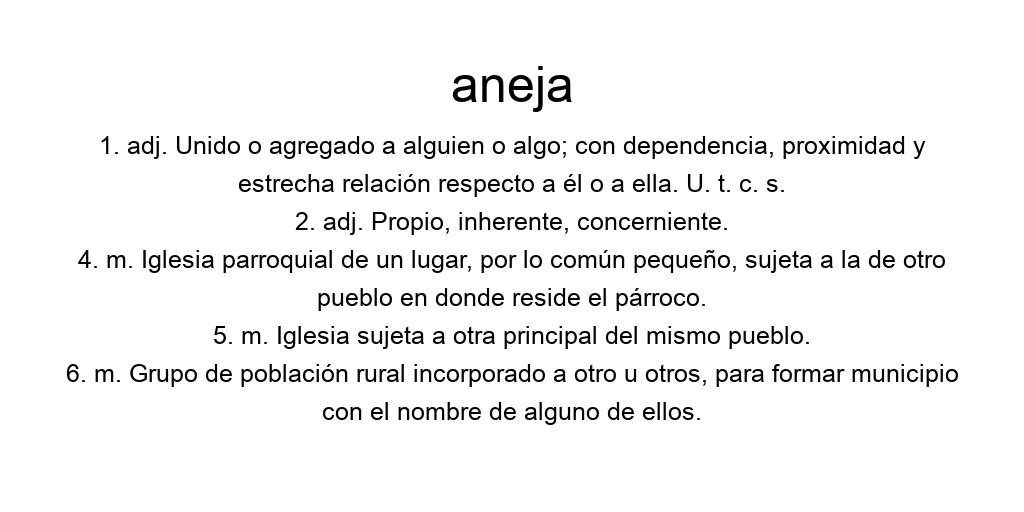 aneja
1. adj. Unido o agregado a alguien o algo; con dependencia, proximidad y
estrecha relación respecto a él o a ella. U. t. c. s.
2. adj. Propio, inherente, concerniente.
4. m. Iglesia parroquial de un lugar, por lo común pequeño, sujeta a la de otro
pueblo en donde reside el párroco.
5. m. Iglesia sujeta a otra principal del mismo pueblo.
6. m. Grupo de población rural incorporado a otro u otros, para formar municipio
con el nombre de alguno de ellos.